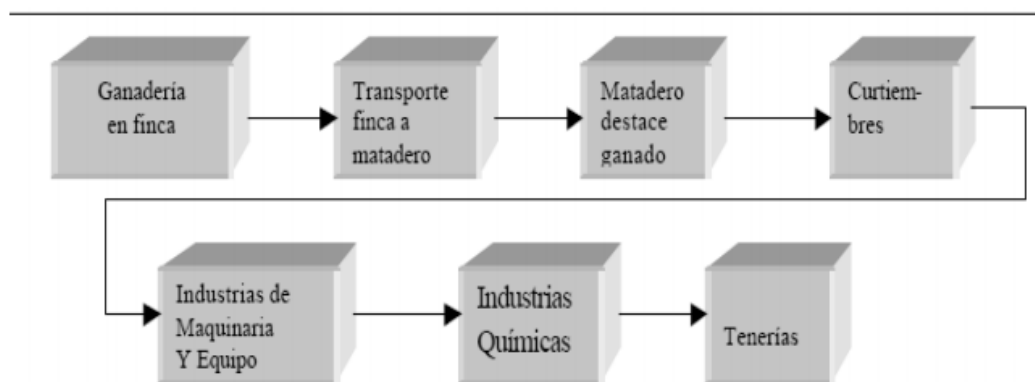 Ganadería
en finca
Transporte
finca a
matadero
Matadero
destace
ganado
Curtiem-
bres
Industrias de
Maquinaria
Y Equipo
Industrias
Químicas
Tenerías